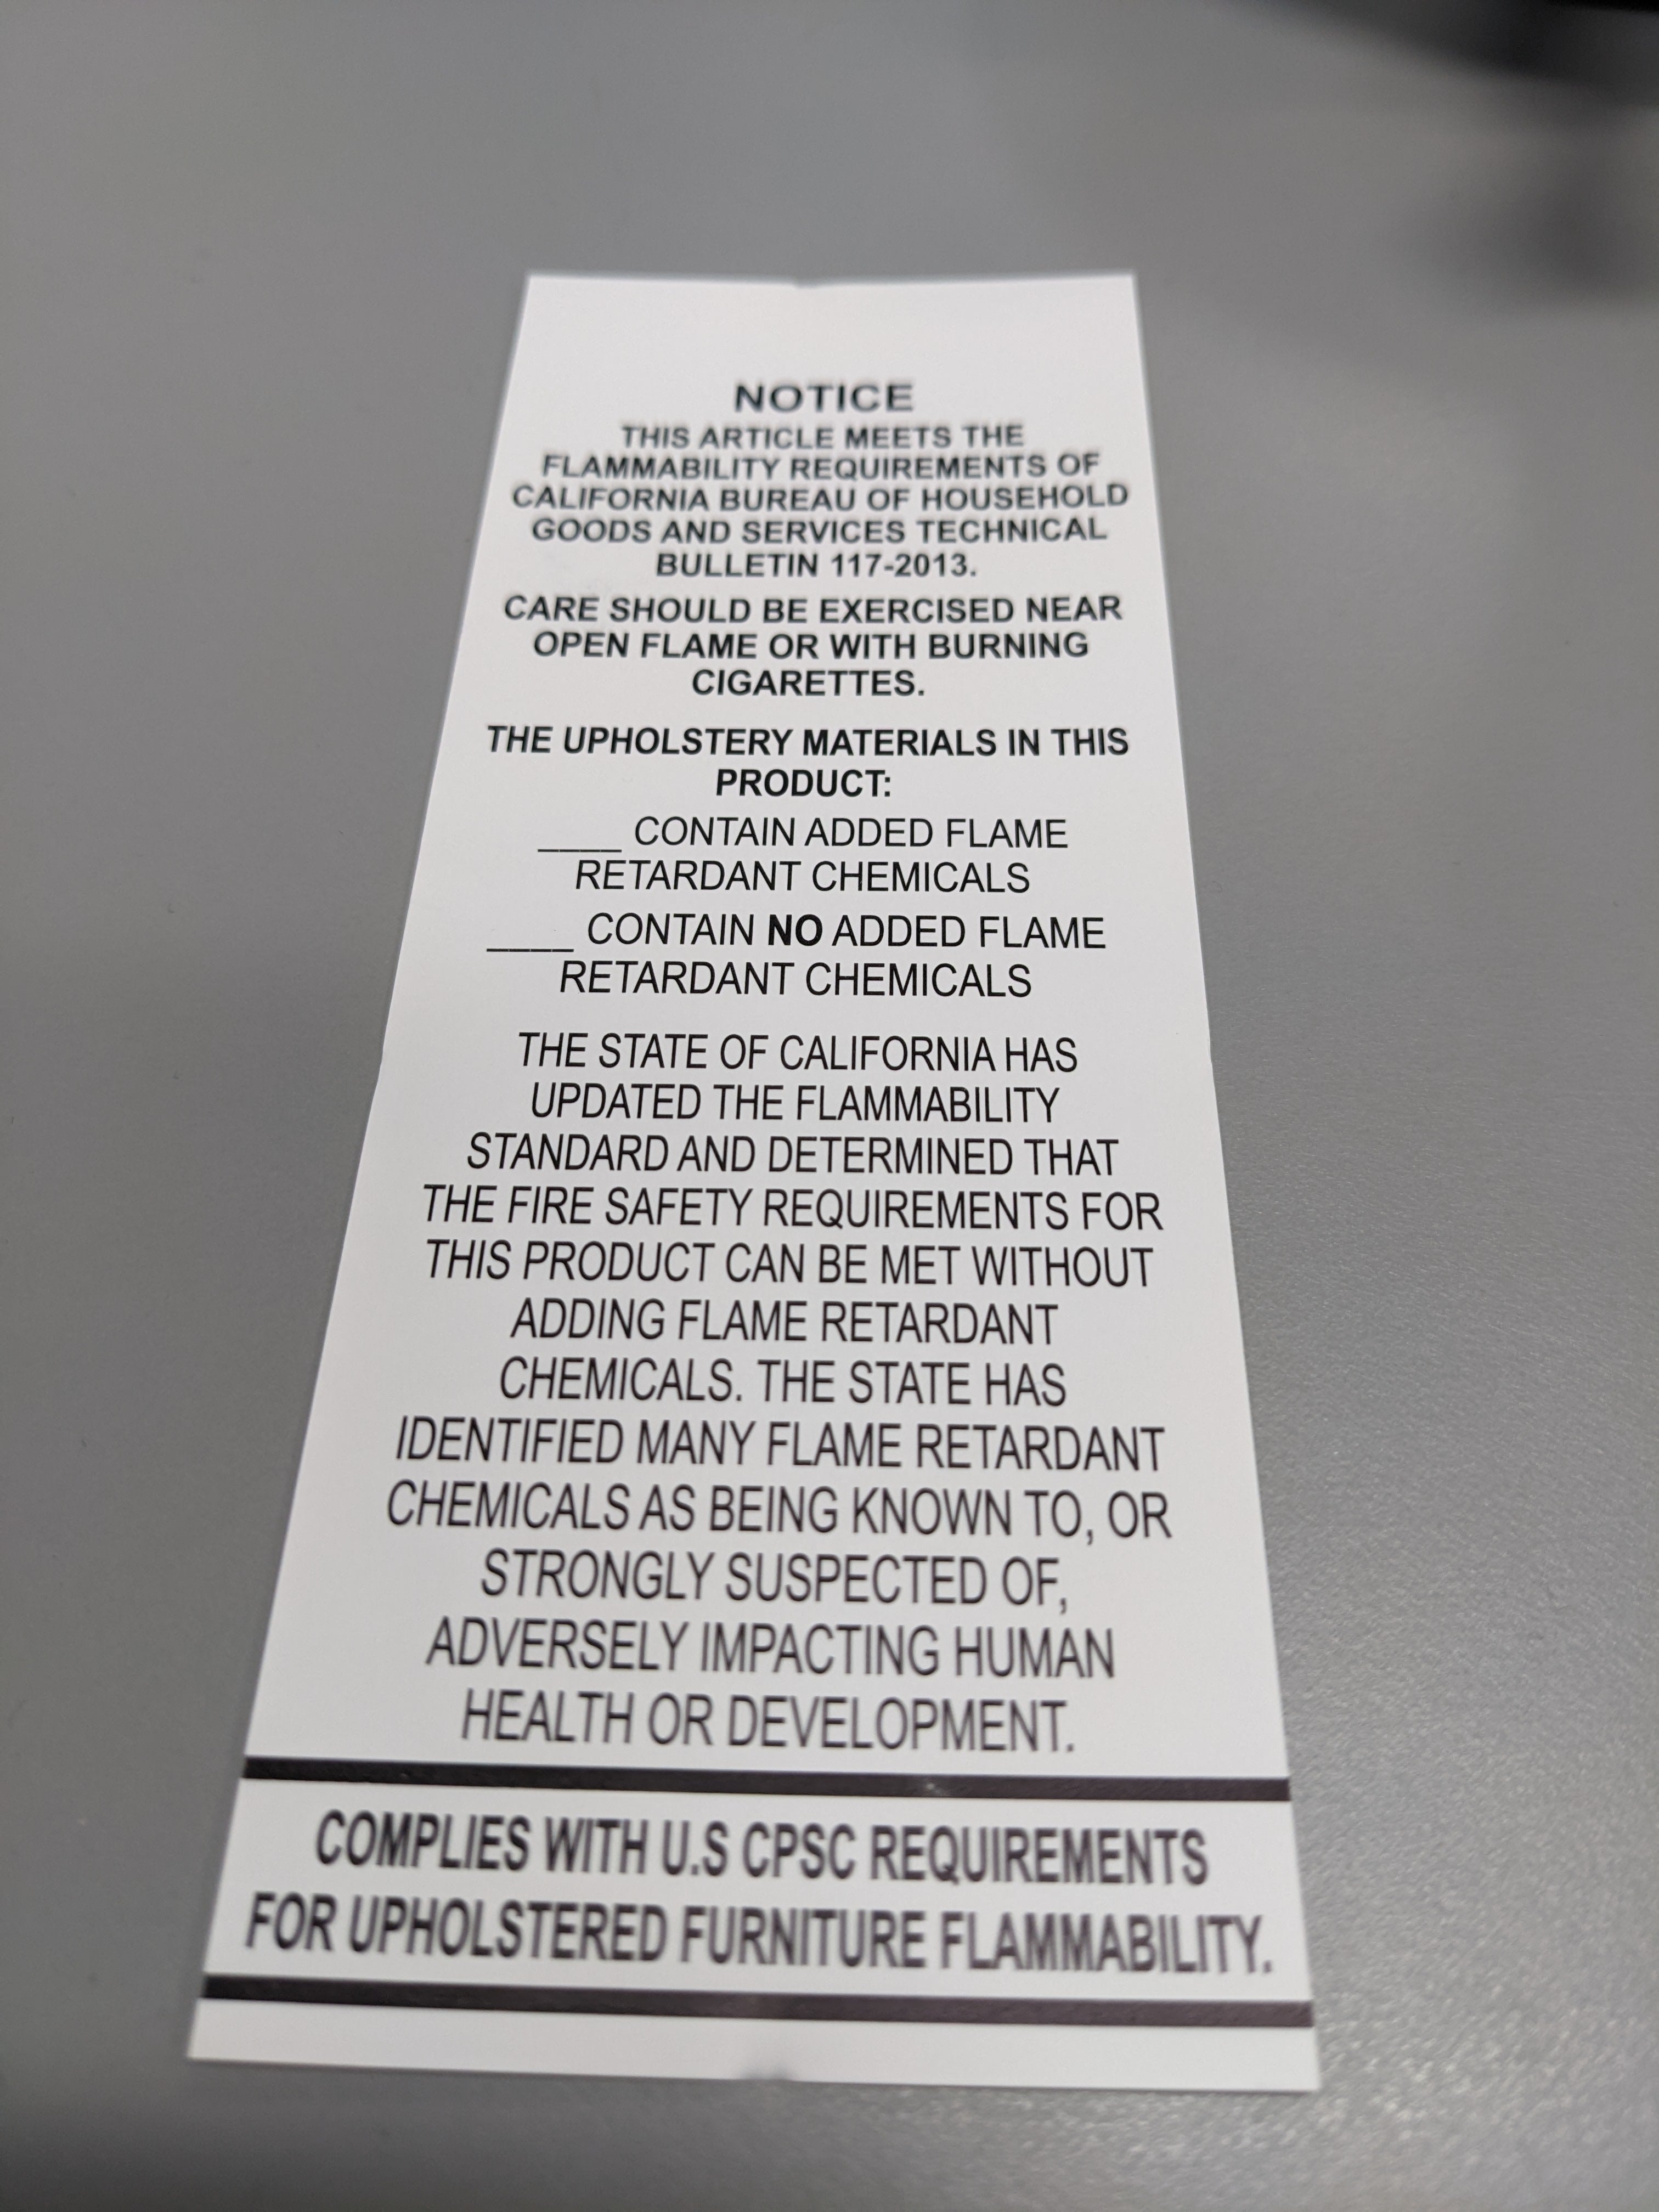 NOTICE
THIS ARTICLE MEETS THE
FLAMMABILITY REQUIREMENTS OF
CALIFORNIA BUREAU OF HOUSEHOLD
GOODS AND SERVICES TECHNICAL
BULLETIN 117-2013.
CARE SHOULD BE EXERCISED NEAR
OPEN FLAME OR WITH BURNING
CIGARETTES.
THE UPHOLSTERY MATERIALS IN THIS
PRODUCT:
____ CONTAIN ADDED FLAME
RETARDANT CHEMICALS
____ CONTAIN NO ADDED FLAME
RETARDANT CHEMICALS
THE STATE OF CALIFORNIA HAS
UPDATED THE FLAMMABILITY
STANDARD AND DETERMINED THAT
THE FIRE SAFETY REQUIREMENTS FOR
THIS PRODUCT CAN BE MET WITHOUT
ADDING FLAME RETARDANT
CHEMICALS. THE STATE HAS
IDENTIFIED MANY FLAME RETARDANT
CHEMICALS AS BEING KNOWN TO, OR
STRONGLY SUSPECTED OF,
ADVERSELY IMPACTING HUMAN
HEALTH OR DEVELOPMENT.
COMPLIES WITH U.S CPSC REQUIREMENTS
FOR UPHOLSTERED FURNITURE FLAMMABILITY.